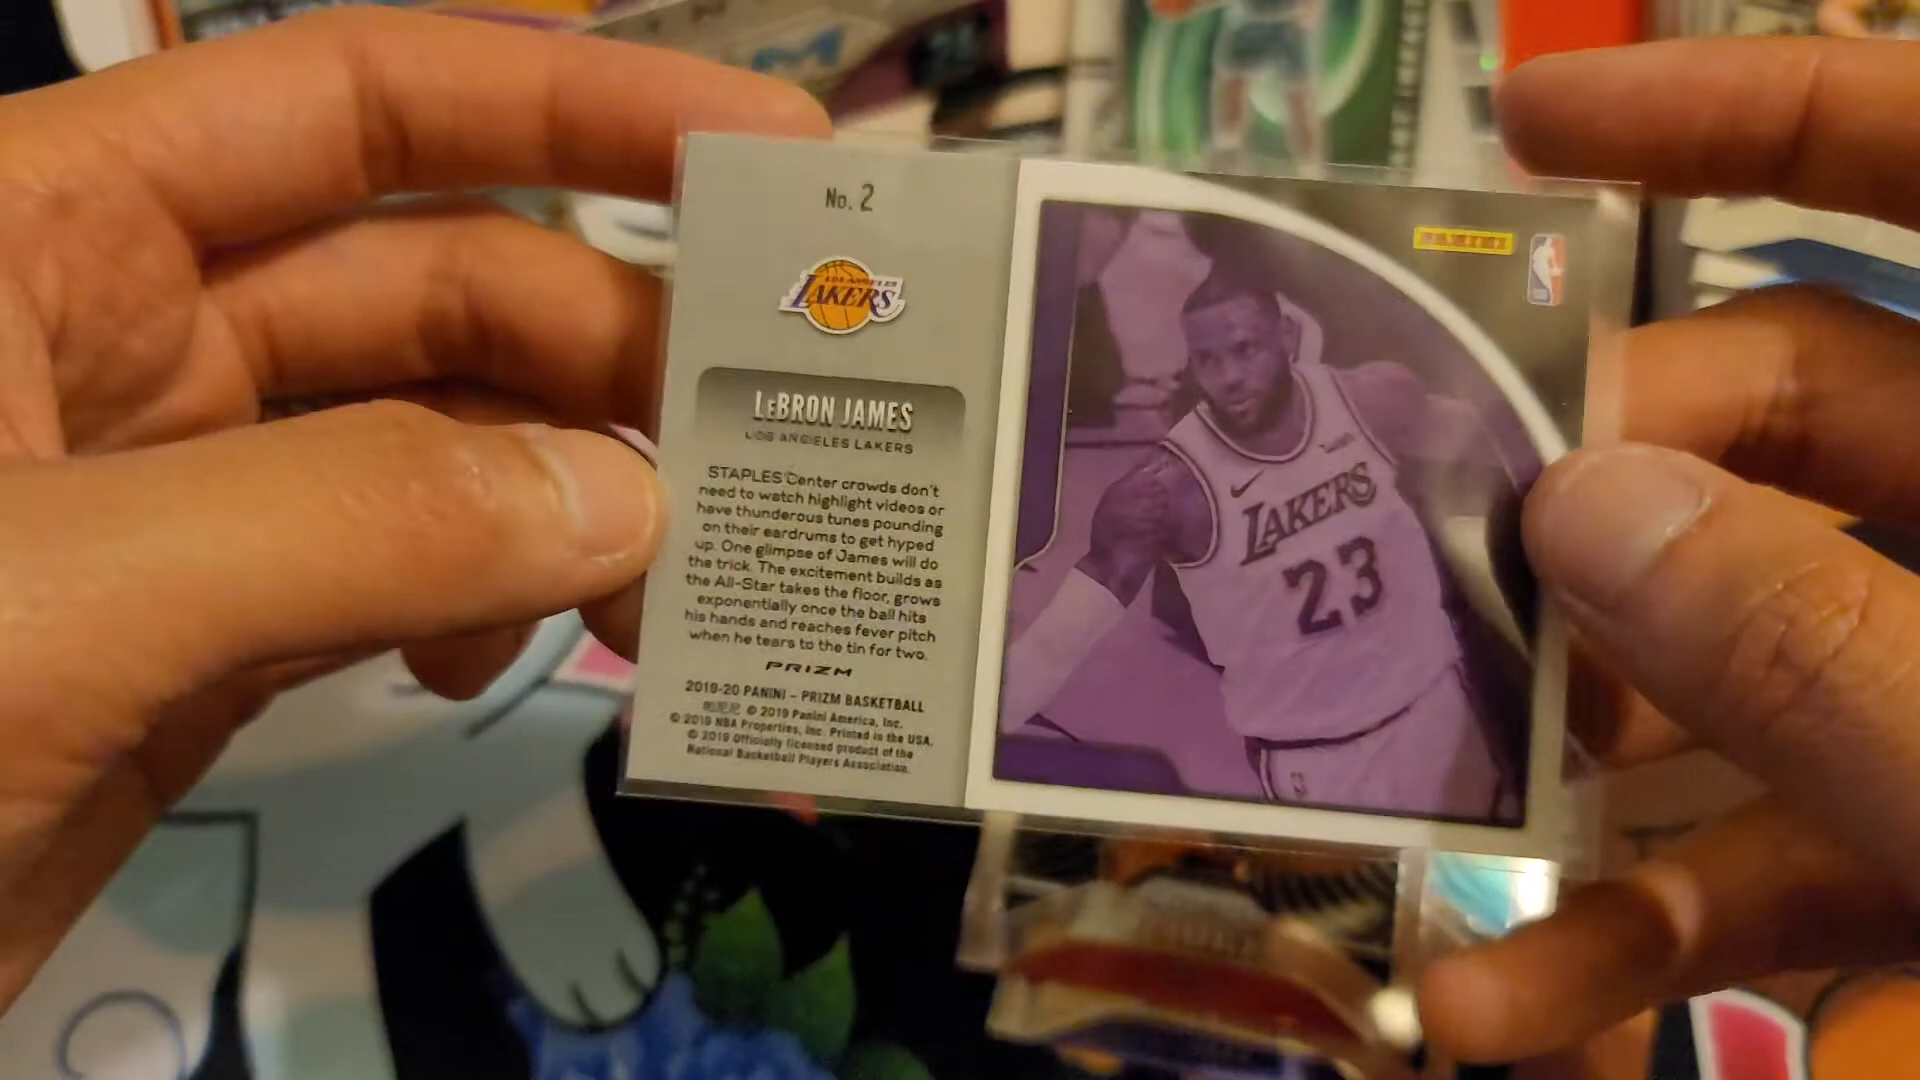 No. 2
LOS ANGELES
LAKERS
LEBRON JAMES
LOS ANGELES LAKERS
STAPLES Center crowds don't
need to watch highlight videos or
have thunderous tunes pounding
on their eardrums to get hyped
up. One glimpse of James will do
the trick. The excitement builds as
the All-Star takes the floor, grows
exponentially once the ball hits
his hands and reaches fever pitch
when he tears to the tin for two.
PRIZM
2019-20 PANINI – PRIZM BASKETBALL
帕尼尼 © 2019 Panini America, Inc.
© 2019 NBA Properties, Inc. Printed in the USA.
© 2019 Officially licensed product of the
National Basketball Players Association.
PANINI
LAKERS
23